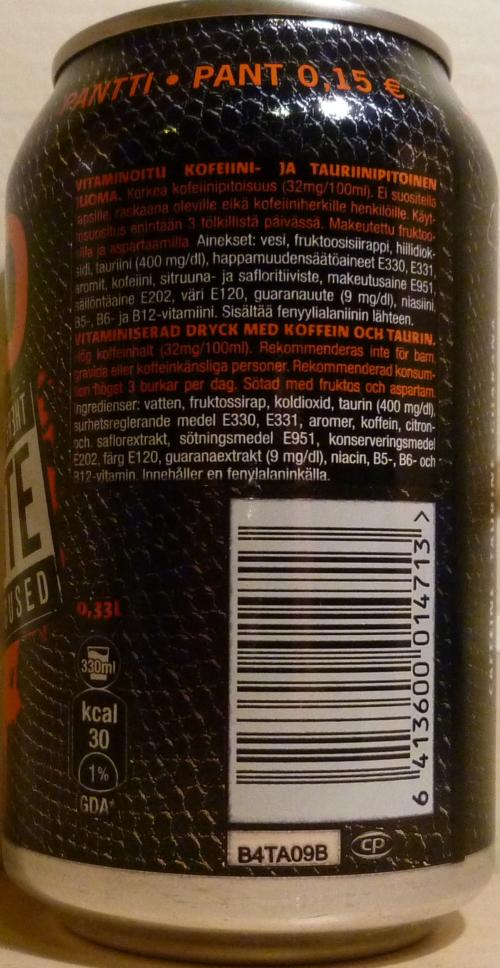 PANTTI • PANT 0,15 €
VITAMINOITU KOFEIINI- JA TAURIINIPITOINEN
JUOMA. Korkea kofeiinipitoisuus (32mg/100ml). Ei suositella
lapsille, raskaana oleville eikä kofeiiniherkille henkilöille. Käyt-
tösuositus enintään 3 tölkillistä päivässä. Makeutettu fruktoo-
silla ja aspartaamilla. Ainekset: vesi, fruktoosisiirappi, hiilidiok-
sidi, tauriini (400 mg/dl), happamuudensäätöaineet E330, E331,
aromit, kofeiini, sitruuna- ja safloritiiviste, makeutusaine E951,
säilöntäaine E202, väri E120, guaranauute (9 mg/dl), niasiini,
B5-, B6- ja B12-vitamiini. Sisältää fenyylialaniinin lähteen.
VITAMINISERAD DRYCK MED KOFFEIN OCH TAURIN.
Hög koffeinhalt (32mg/100ml). Rekommenderas inte för barn,
gravida eller koffeinkänsliga personer. Rekommenderad konsum-
tion högst 3 burkar per dag. Sötad med fruktos och aspartam.
Ingredienser: vatten, fruktossirap, koldioxid, taurin (400 mg/dl),
surhetsreglerande medel E330, E331, aromer, koffein, citron-
och saflorextrakt, sötningsmedel E951, konserveringsmedel
E202, färg E120, guaranaextrakt (9 mg/dl), niacin, B5-, B6- och
B12-vitamin. Innehåller en fenylalaninkälla.
USED
0,33L
330ml
kcal
30
1%
GDA*
6 413600 014713 >
B4TA09B
CP